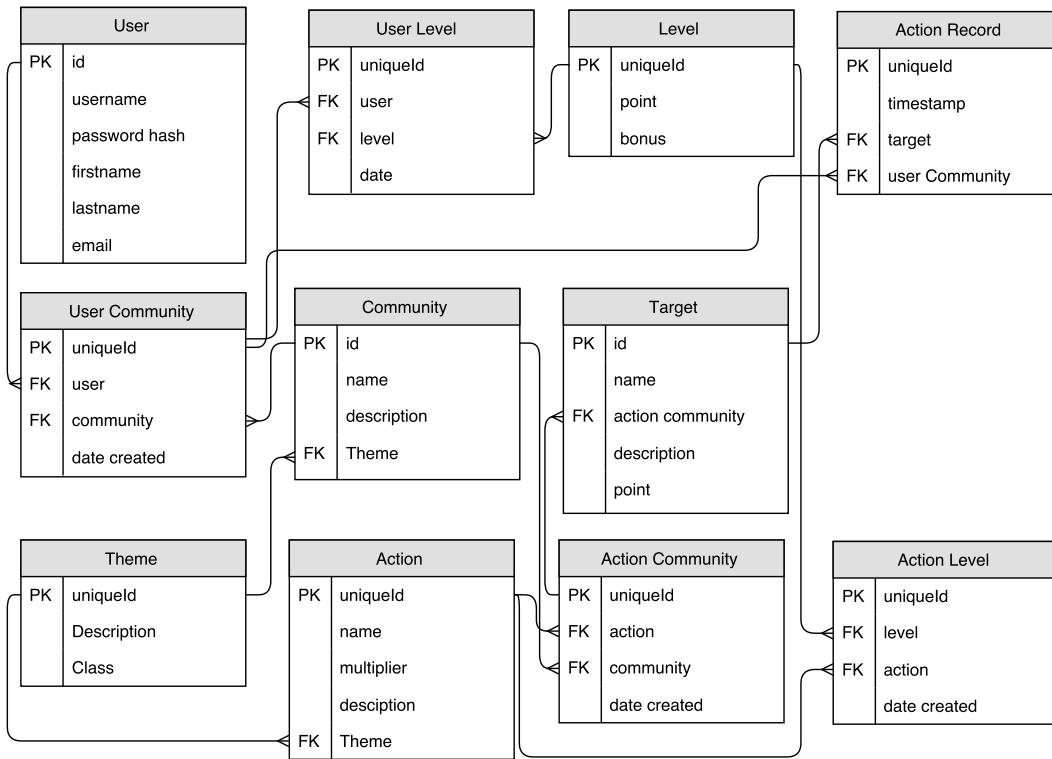 User
PK id
username
password hash
firstname
lastname
email
User Level
PK uniqueId
FK user
FK level
date
Level
PK uniqueId
point
bonus
Action Record
PK uniqueId
timestamp
FK target
FK user Community
User Community
PK uniqueId
FK user
FK community
date created
Community
PK id
name
description
FK Theme
Target
PK id
name
FK action community
description
point
Theme
PK uniqueId
Description
Class
Action
PK uniqueId
name
multiplier
desciption
FK Theme
Action Community
PK uniqueId
FK action
FK community
date created
Action Level
PK uniqueId
FK level
FK action
date created